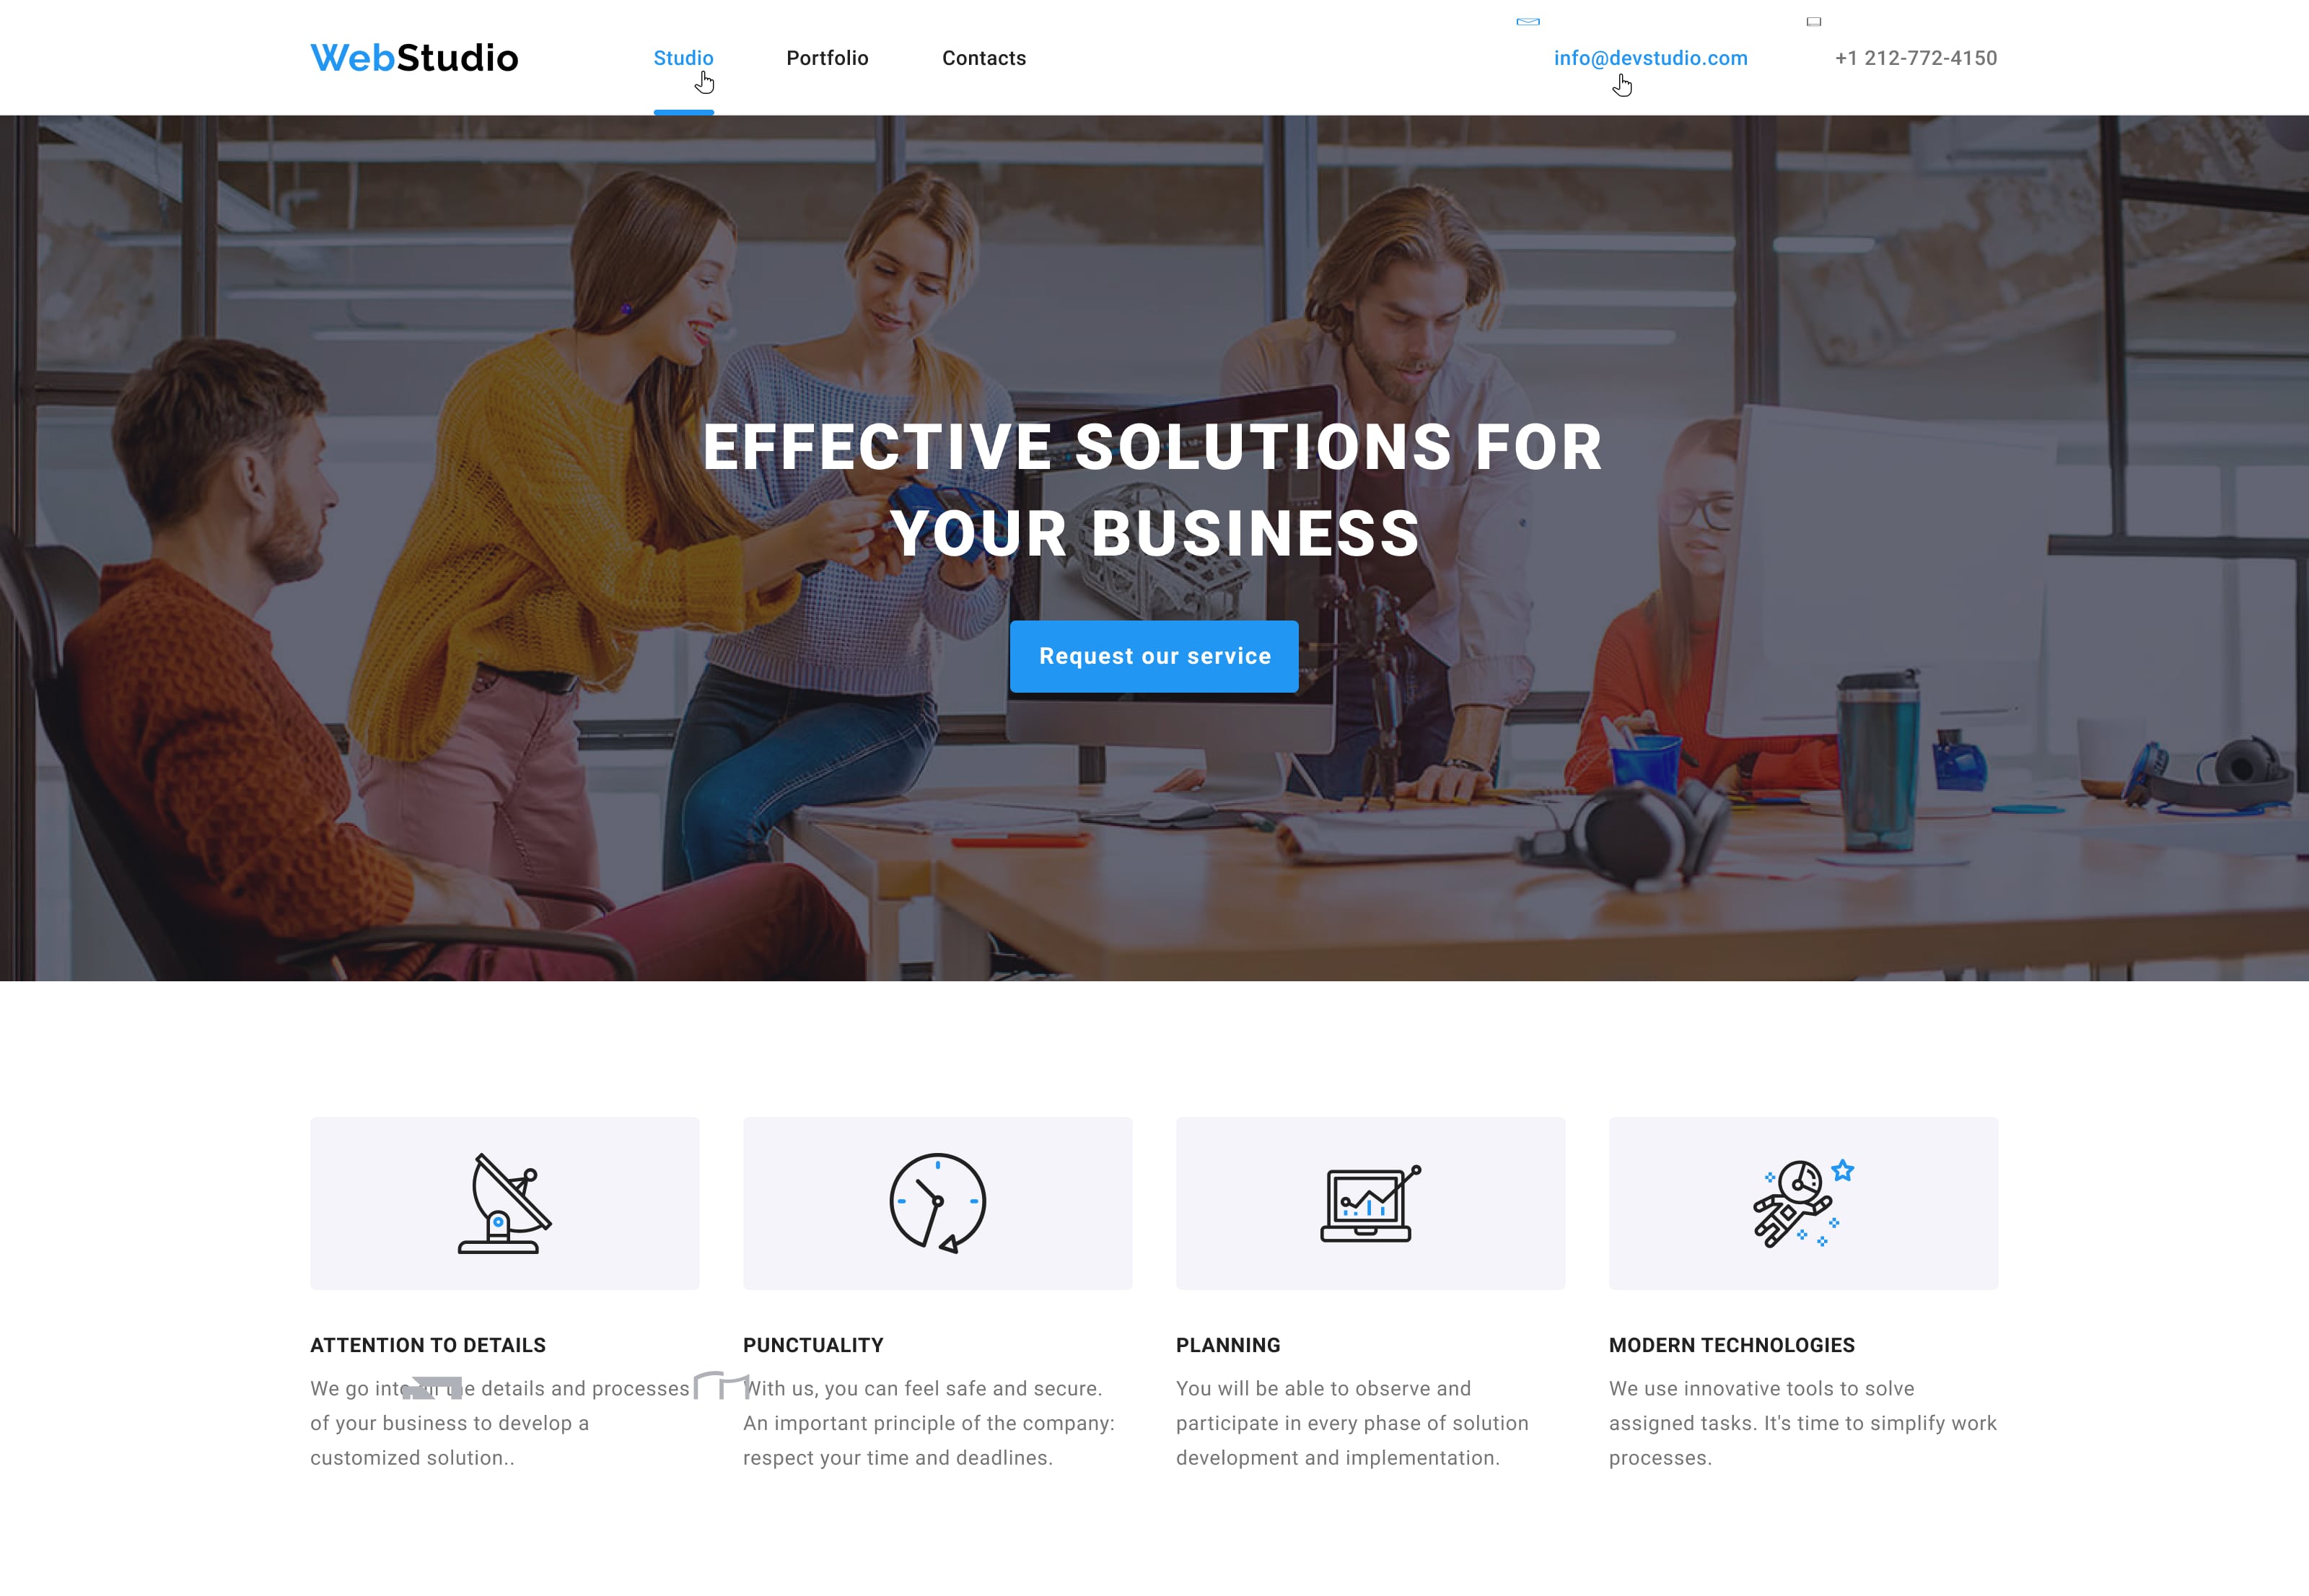 WebStudio
Studio
Portfolio
Contacts
info@devstudio.com
+1 212-772-4150
EFFECTIVE SOLUTIONS FOR
YOUR BUSINESS
Request our service
ATTENTION TO DETAILS
We go into all the details and processes
of your business to develop a
customized solution..
PUNCTUALITY
With us, you can feel safe and secure.
An important principle of the company:
respect your time and deadlines.
PLANNING
You will be able to observe and
participate in every phase of solution
development and implementation.
MODERN TECHNOLOGIES
We use innovative tools to solve
assigned tasks. It's time to simplify work
processes.